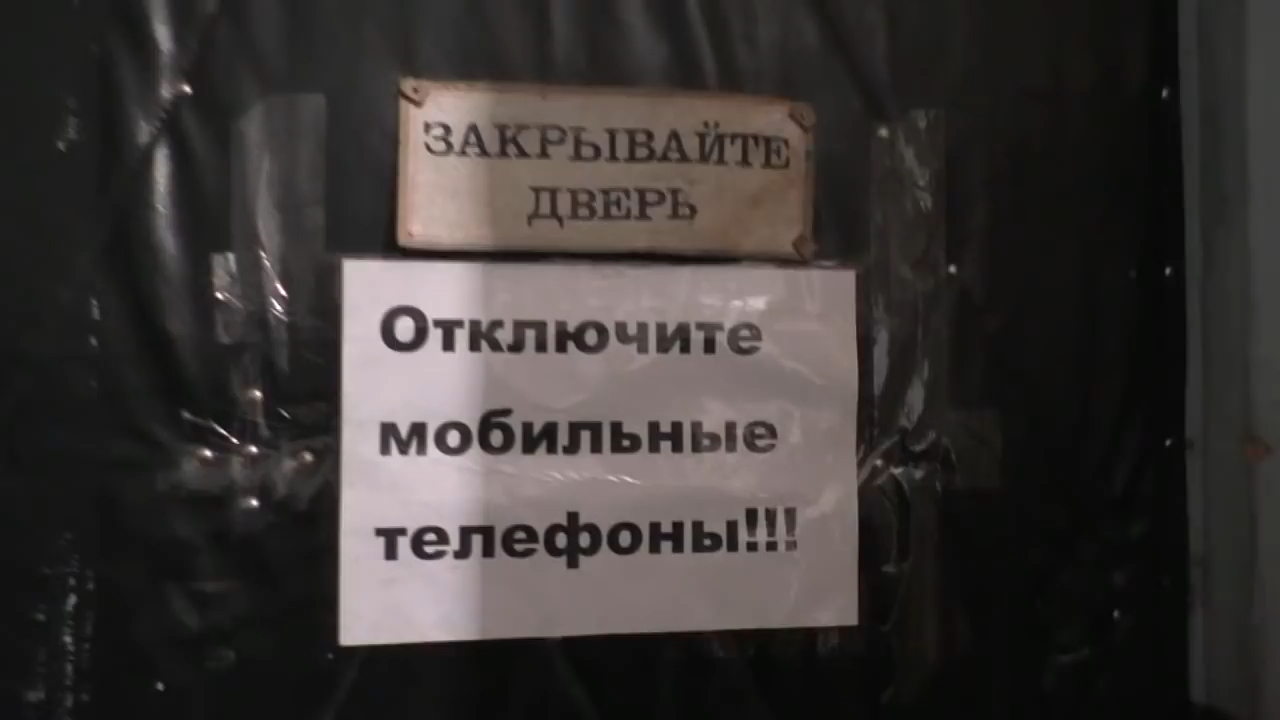 ЗАКРЫВАЙТЕ
ДВЕРЬ
Отключите
мобильные
телефоны!!!